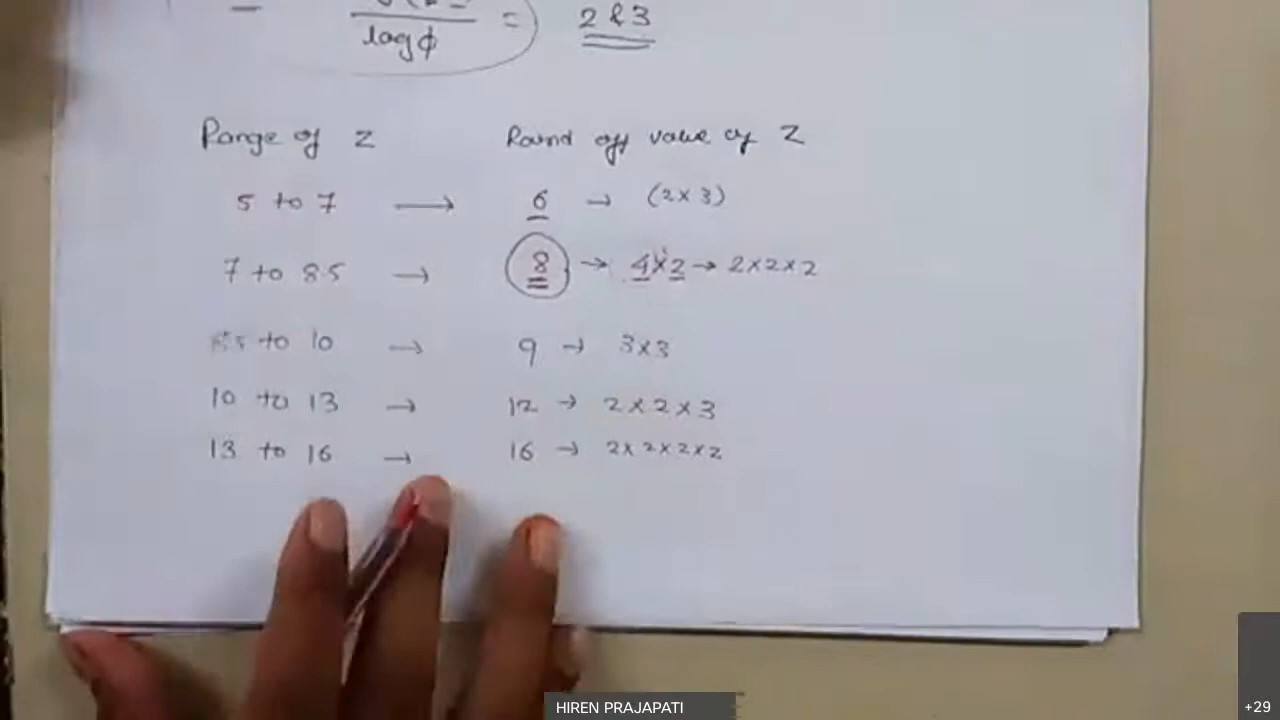 log φ = 2 & 3
Range of Z Round off value of Z
5 to 7 → 6 → (2 x 3)
7 to 8.5 → 8 → 4 x 2 → 2 x 2 x 2
to 10 → 9 → 3 x 3
10 to 13 → 12 → 2 x 2 x 3
13 to 16 → 16 → 2 x 2 x 2 x 2
HIREN PRAJAPATI
+29